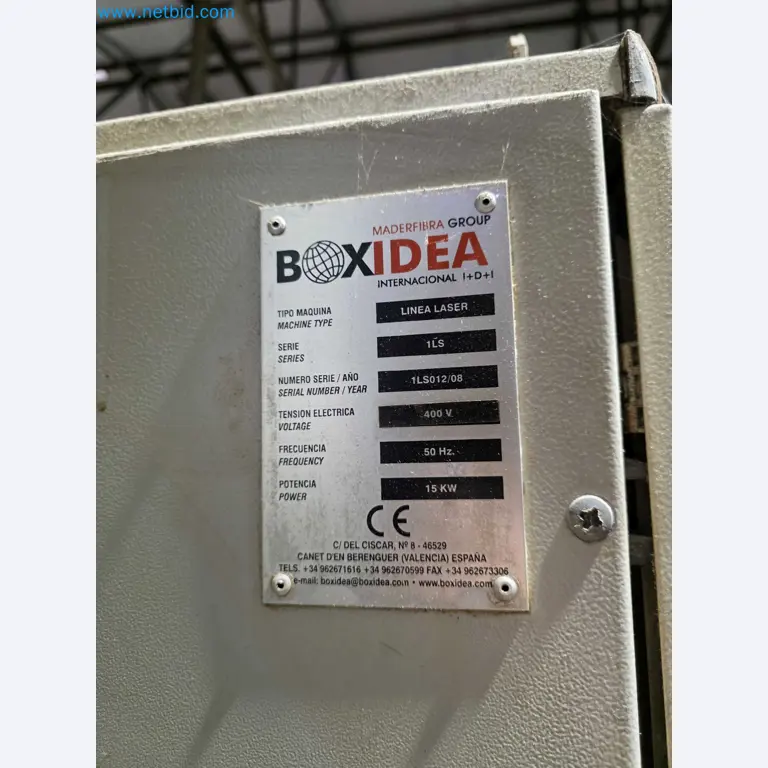 www.netbid.com
MADERFIBRA GROUP
BOXIDEA
INTERNACIONAL I+D+I
TIPO MAQUINA
MACHINE TYPE
LINEA LASER
SERIE
SERIES
1LS
NUMERO SERIE / AÑO
SERIAL NUMBER / YEAR
1LS012/08
TENSION ELECTRICA
VOLTAGE
400 V.
FRECUENCIA
FREQUENCY
50 Hz.
POTENCIA
POWER
15 KW
CE
C/ DEL CISCAR, Nº 8 - 46529
CANET D'EN BERENGUER (VALENCIA) ESPAÑA
TELS. +34 962671616 +34 962670599 FAX +34 962673306
e-mail: boxidea@boxidea.com • www.boxidea.com